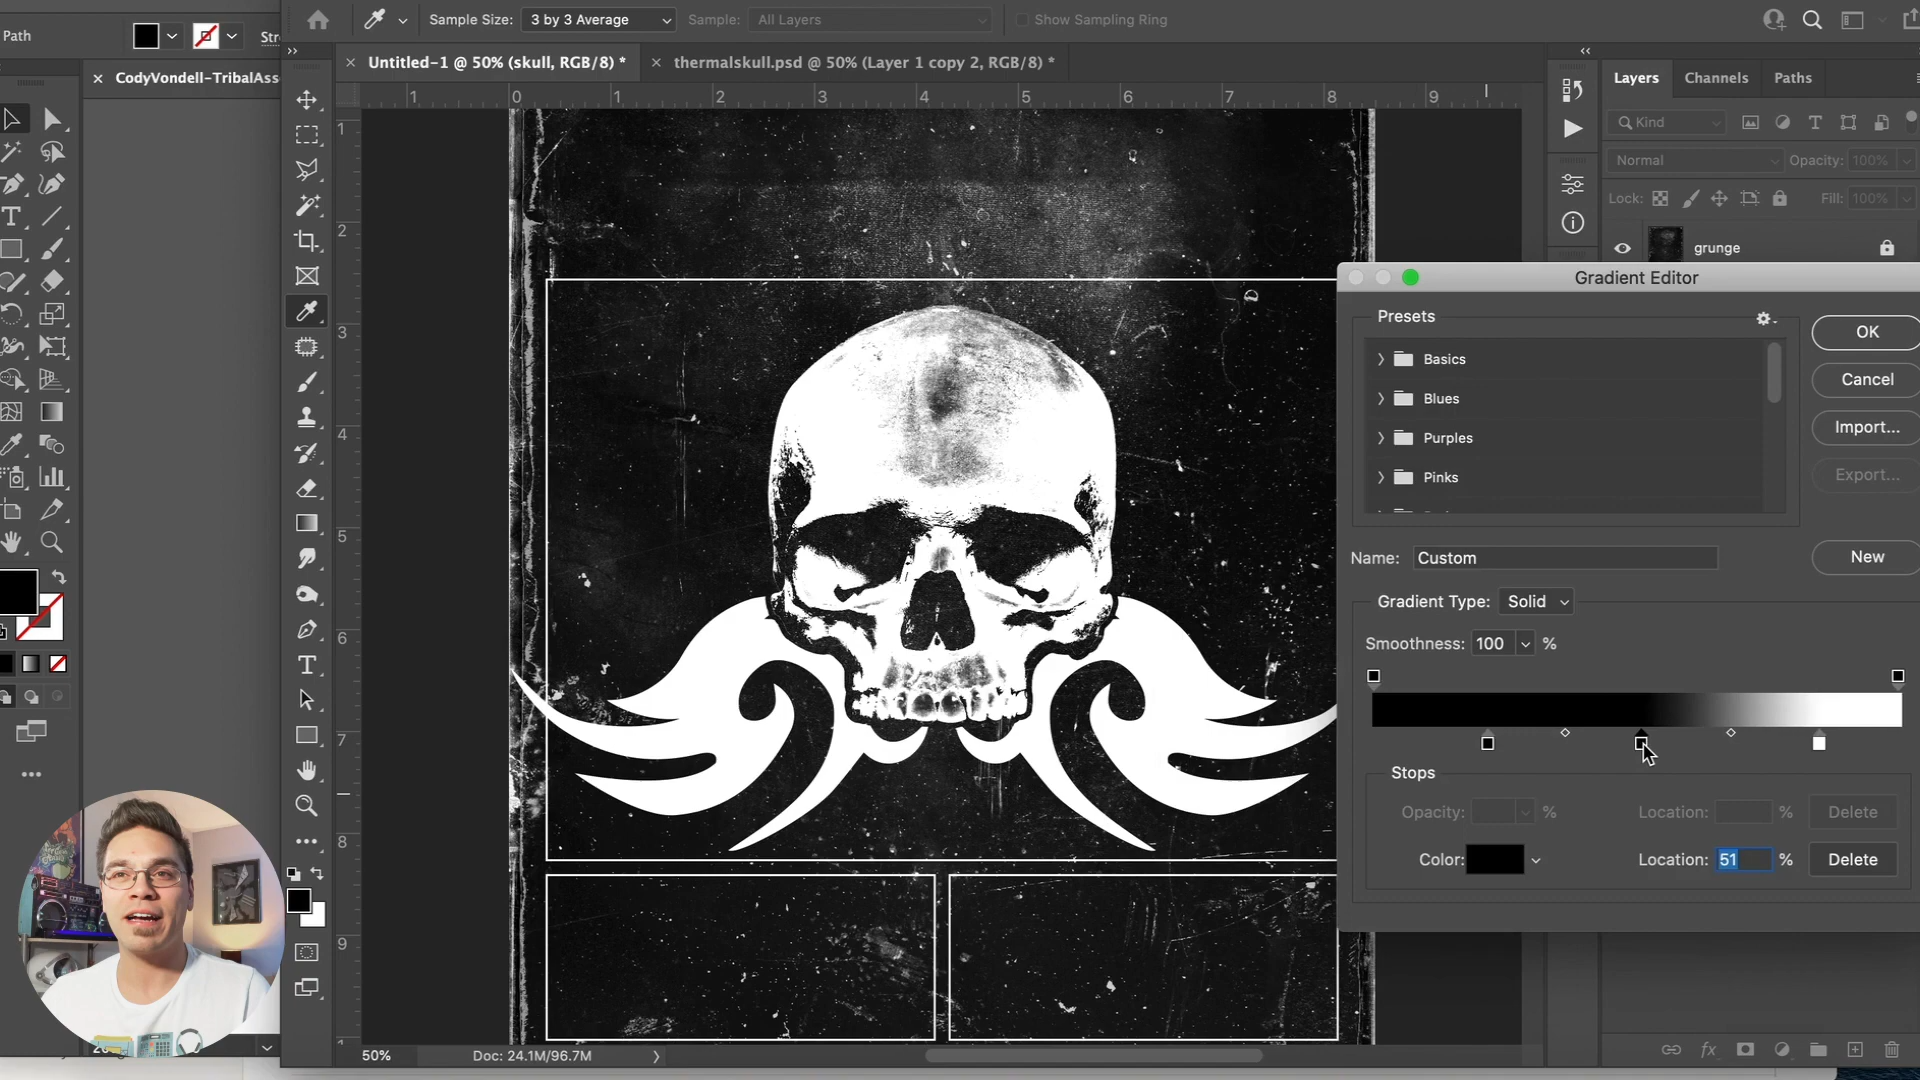 Path
Str
Sample Size: 3 by 3 Average Sample: All Layers Show Sampling Ring
CodyVondell-TribalAss
Untitled-1 @ 50% (skull, RGB/8) *
thermalskull.psd @ 50% (Layer 1 copy 2, RGB/8) *
1 0 1 2 3 4 5 6 7 8 9
1
2
3
4
5
6
7
8
9
Layers Channels Paths
Kind
Normal Opacity: 100%
Lock: Fill: 100%
grunge
Gradient Editor
Presets
Basics
Blues
Purples
Pinks
OK
Cancel
Import...
Export...
Name: Custom
New
Gradient Type: Solid
Smoothness: 100 %
Stops
Opacity: % Location: % Delete
Color: Location: 51 % Delete
50% Doc: 24.1M/96.7M